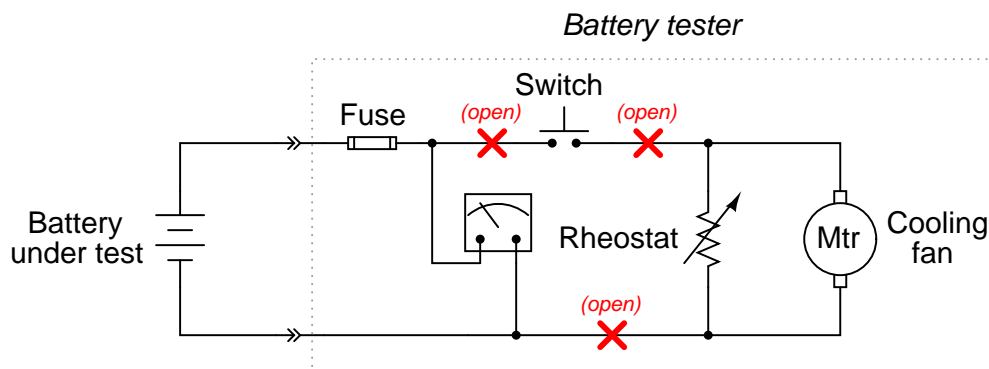 Battery tester
Switch
Fuse
(open)
(open)
Battery
under test
Rheostat
Mtr
Cooling
fan
(open)